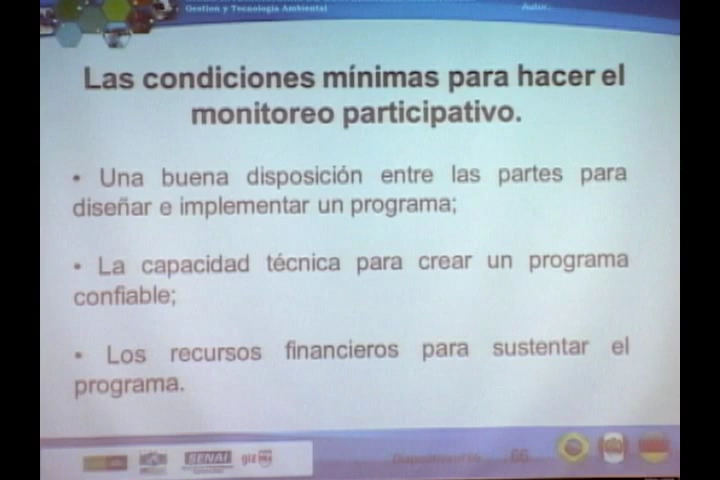 Gestion y Tecnología Ambiental
Autor:
Las condiciones mínimas para hacer el
monitoreo participativo.
• Una buena disposición entre las partes para
diseñar e implementar un programa;
• La capacidad técnica para crear un programa
confiable;
• Los recursos financieros para sustentar el
programa.
SENAI
giz
66